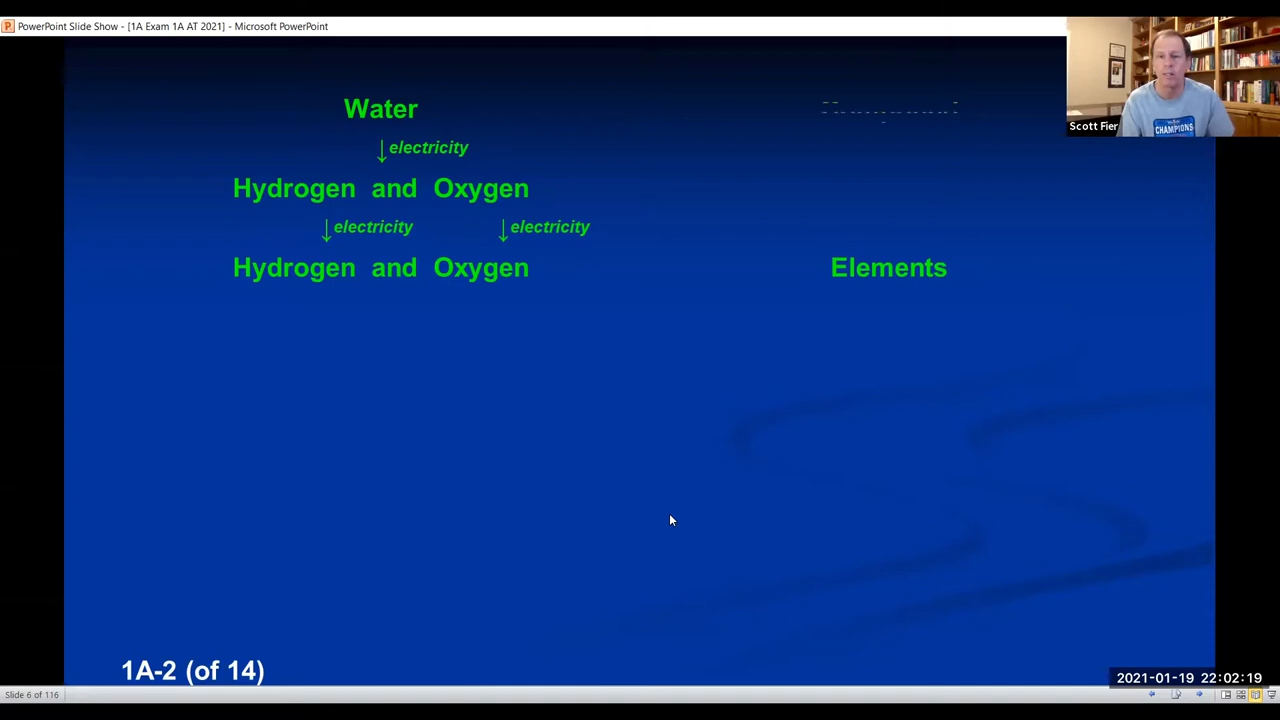 PowerPoint Slide Show - [1A Exam 1A AT 2021] - Microsoft PowerPoint
Water
↓ electricity
Hydrogen and Oxygen
↓ electricity ↓ electricity
Hydrogen and Oxygen
Elements
Scott Fier
CHAMPIONS
1A-2 (of 14)
2021-01-19 22:02:19
Slide 6 of 116